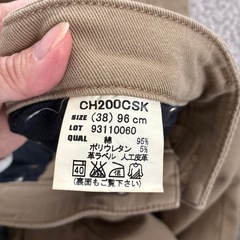 CH200CSK
SIZE (38) 96 cm
LOT 93110060
QUAL
綿 95%
ポリウレタン 5%
革ラベル 人工皮革
40
裏面もご覧下さい